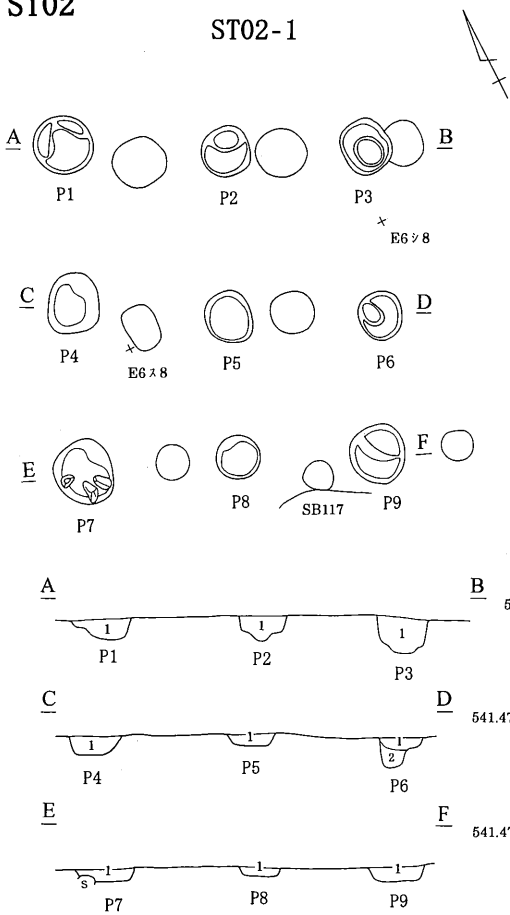 ST02
ST02-1
A B
P1 P2 P3
E6シ8
C D
P4 P5 P6
E6ス8
E F
P7 P8 P9
SB117
A B 5
1 1 1
P1 P2 P3
C D 541.47
1 1 1
2
P4 P5 P6
E F 541.47
1 1 1
S
P7 P8 P9